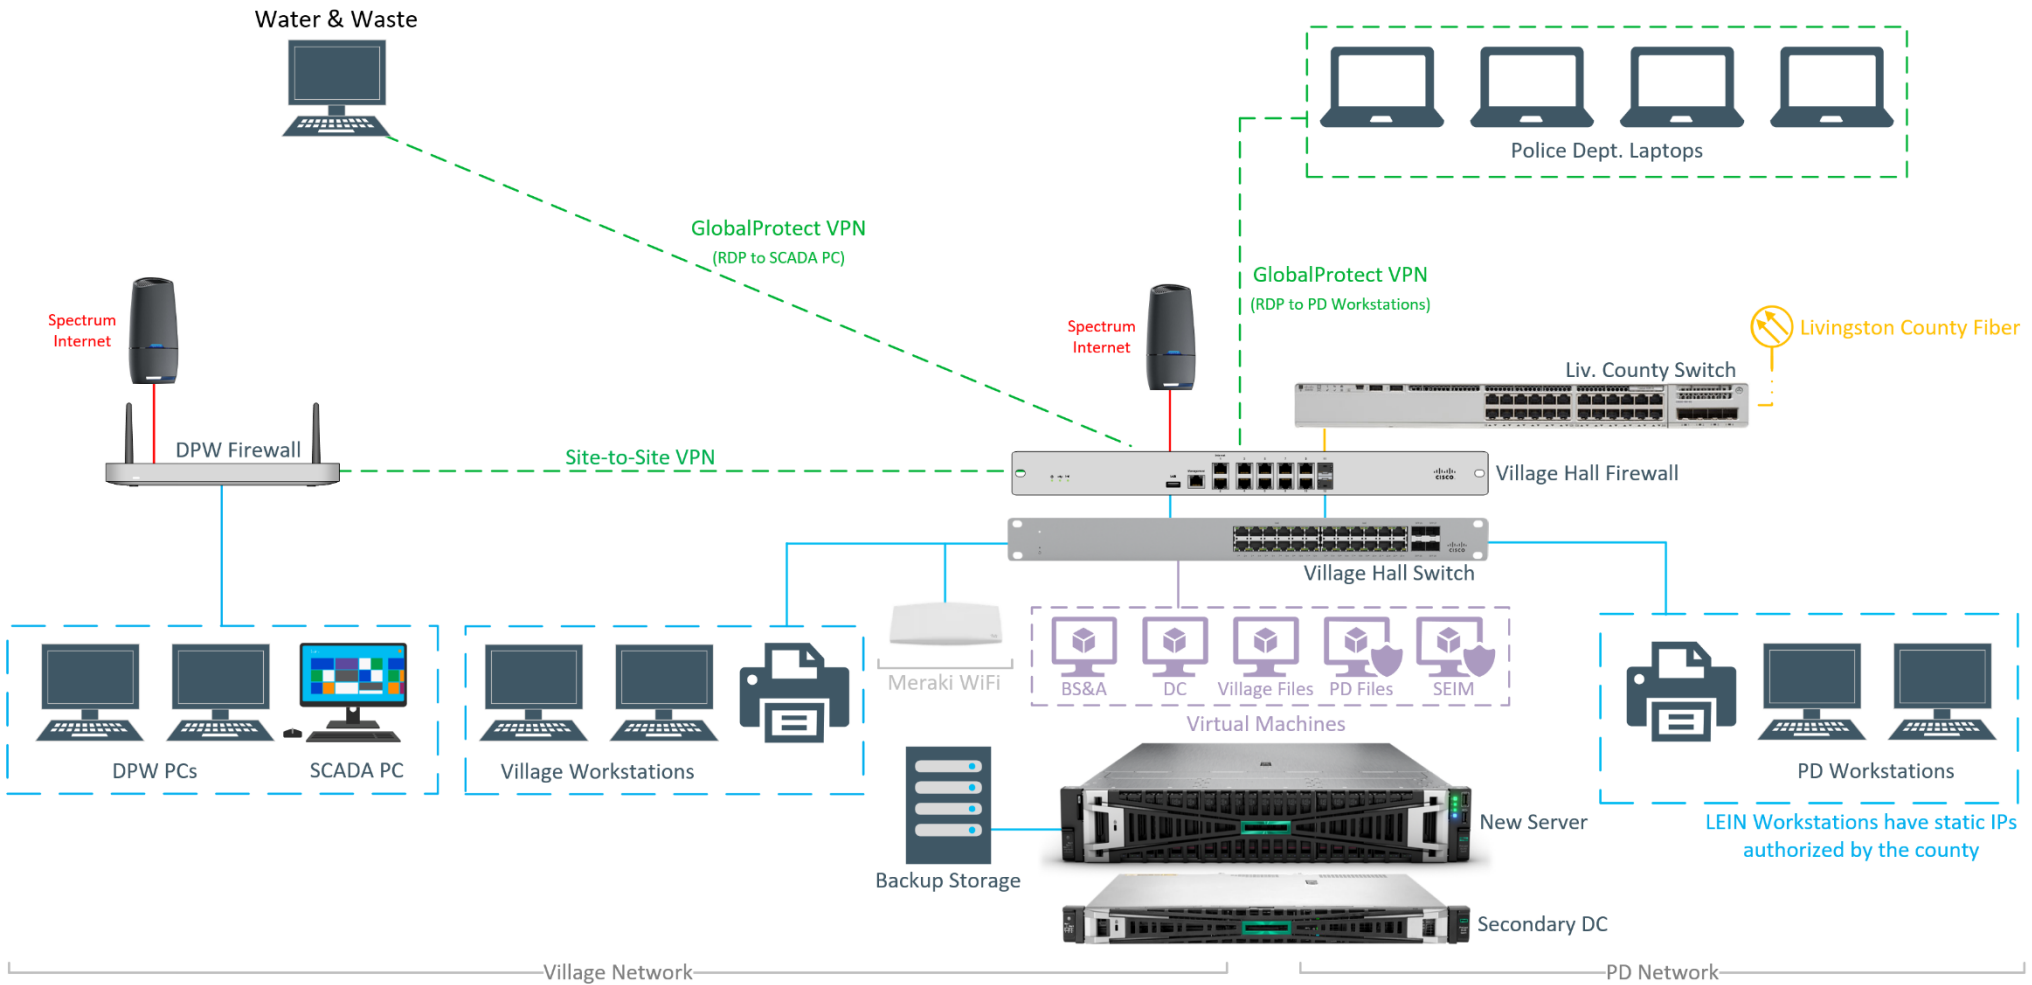 Water & Waste
Police Dept. Laptops
GlobalProtect VPN
(RDP to SCADA PC)
GlobalProtect VPN
(RDP to PD Workstations)
Spectrum
Internet
Spectrum
Internet
Livingston County Fiber
Liv. County Switch
DPW Firewall
Site-to-Site VPN
Village Hall Firewall
CISCO
CISCO
Village Hall Switch
Meraki WiFi
BS&A
DC
Village Files
PD Files
SEIM
Virtual Machines
DPW PCs
SCADA PC
Village Workstations
PD Workstations
New Server
LEIN Workstations have static IPs
authorized by the county
Backup Storage
Secondary DC
Village Network
PD Network